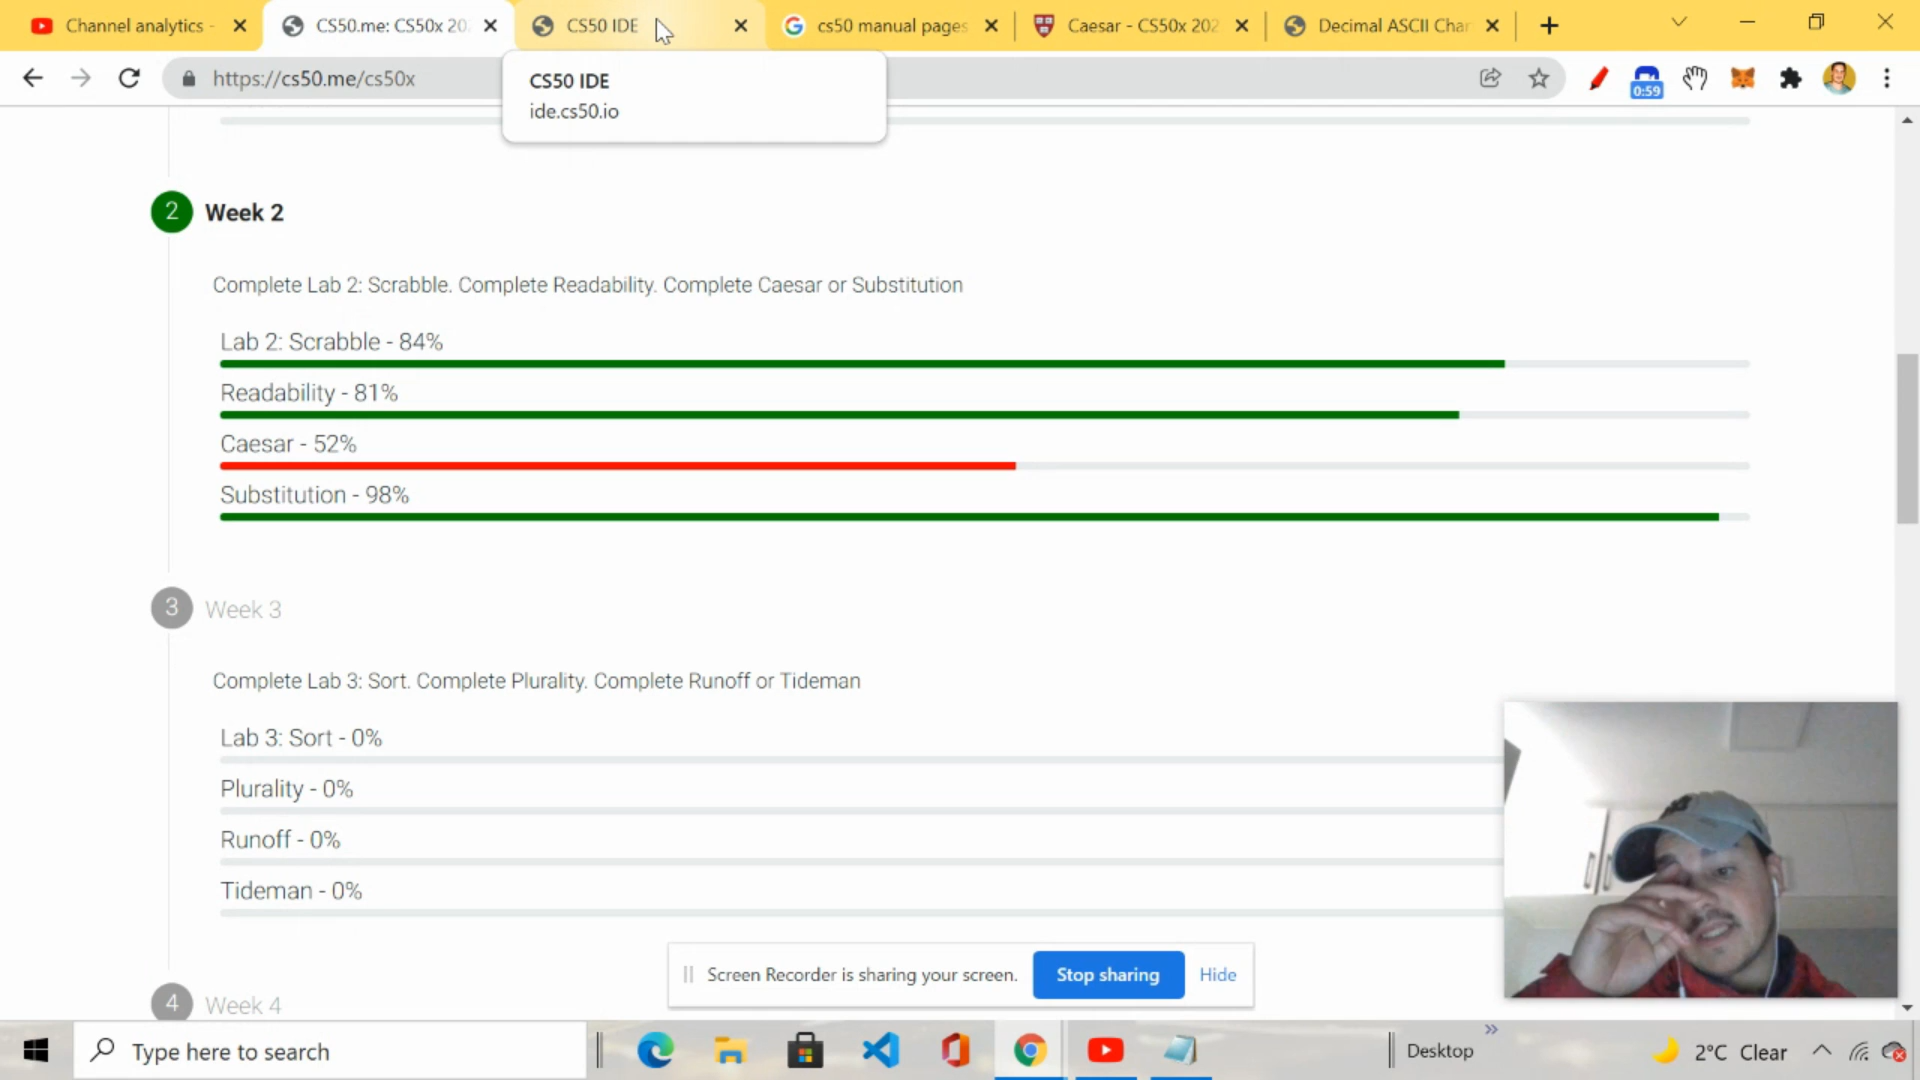 Channel analytics -
CS50.me: CS50x 20
CS50 IDE
cs50 manual pages
Caesar - CS50x 202
Decimal ASCII Char
https://cs50.me/cs50x
0:59
CS50 IDE
ide.cs50.io
2 Week 2
Complete Lab 2: Scrabble. Complete Readability. Complete Caesar or Substitution
Lab 2: Scrabble - 84%
Readability - 81%
Caesar - 52%
Substitution - 98%
3 Week 3
Complete Lab 3: Sort. Complete Plurality. Complete Runoff or Tideman
Lab 3: Sort - 0%
Plurality - 0%
Runoff - 0%
Tideman - 0%
Screen Recorder is sharing your screen. Stop sharing Hide
4 Week 4
Type here to search
Desktop
2°C Clear